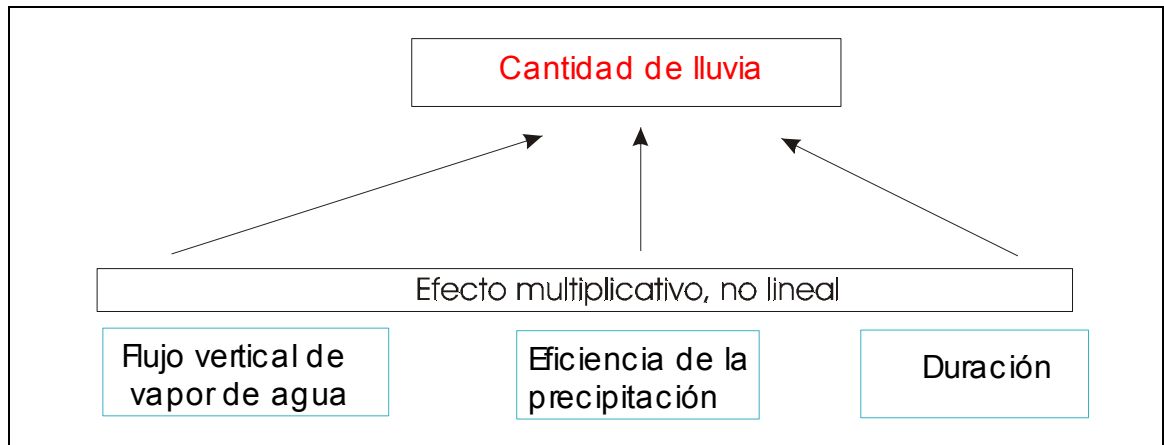 Cantidad de lluvia
Efecto multiplicativo, no lineal
Flujo vertical de
vapor de agua
Eficiencia de la
precipitación
Duración